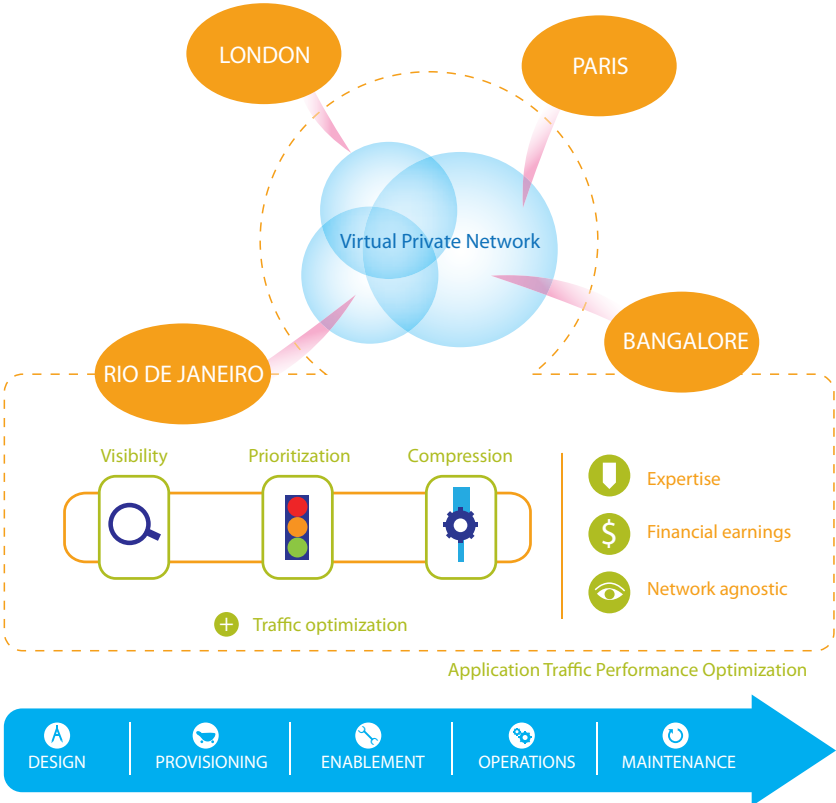 LONDON
PARIS
Virtual Private Network
BANGALORE
RIO DE JANEIRO
Visibility
Prioritization
Compression
Expertise
$
Financial earnings
Network agnostic
+
Traffic optimization
Application Traffic Performance Optimization
DESIGN
PROVISIONING
ENABLEMENT
OPERATIONS
MAINTENANCE